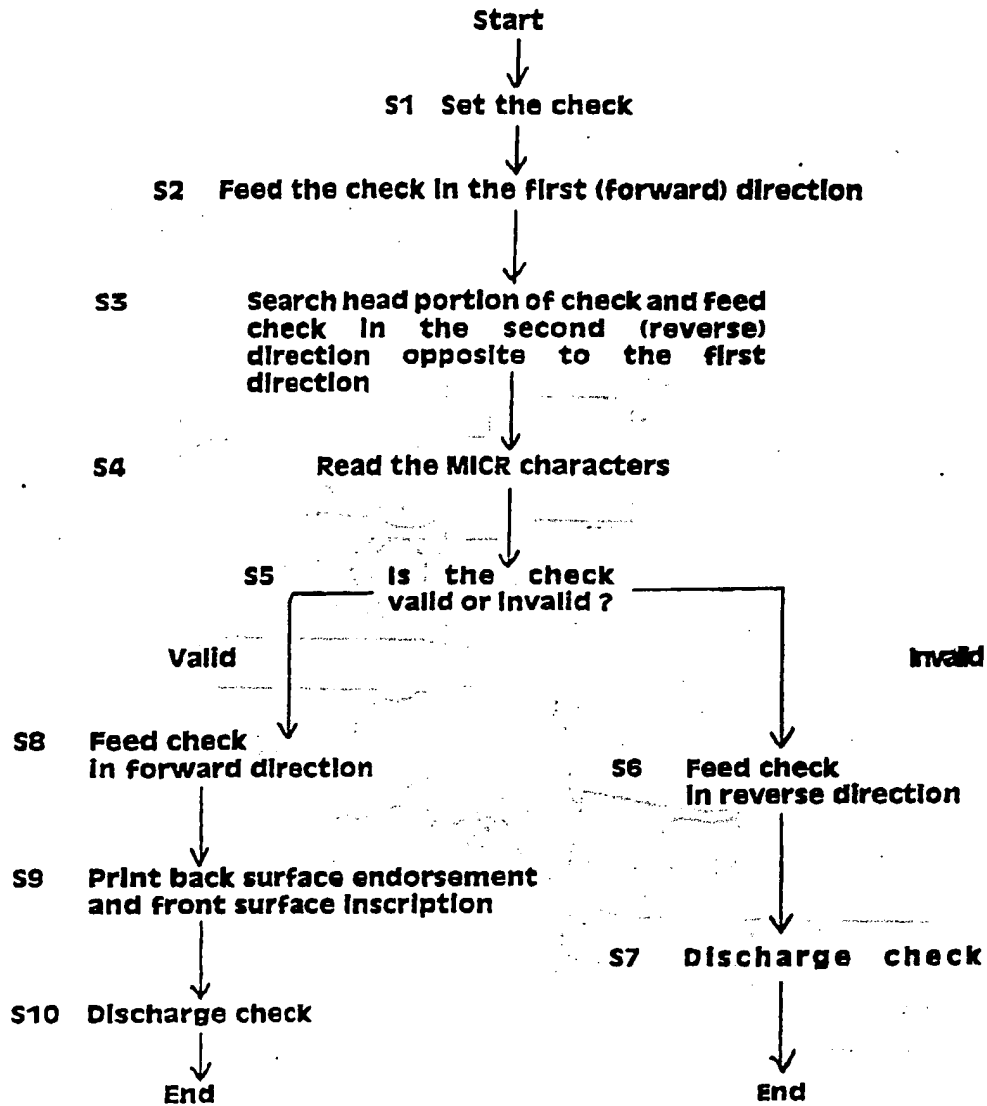 Start
S1 Set the check
S2 Feed the check in the first (forward) direction
S3 Search head portion of check and feed
check in the second (reverse)
direction opposite to the first
direction
S4 Read the MICR characters
S5 Is the check
valid or invalid ?
Valid
Invalid
S8 Feed check
in forward direction
S6 Feed check
in reverse direction
S9 Print back surface endorsement
and front surface inscription
S7 Discharge check
S10 Discharge check
End
End